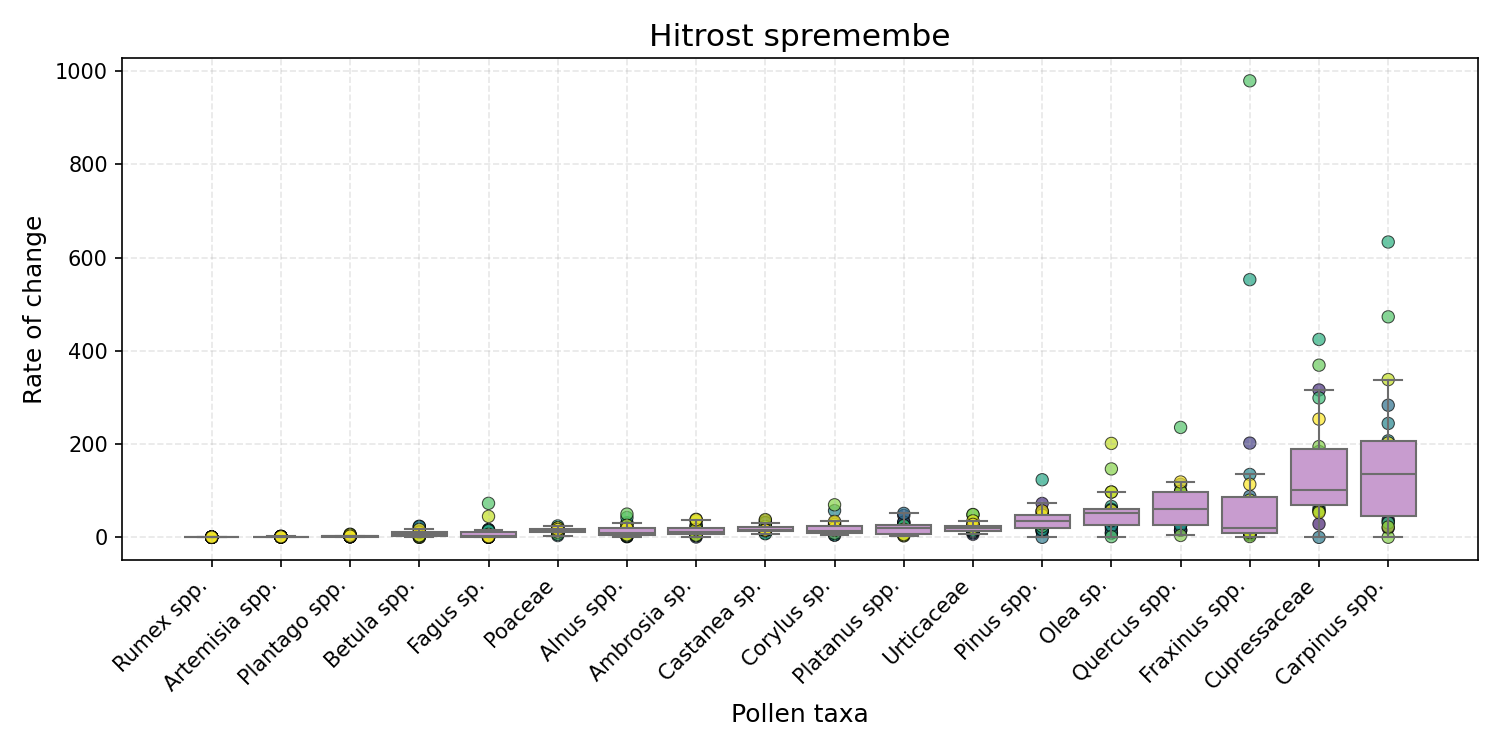 Hitrost spremembe
Rate of change
1000
800
600
400
200
0
Rumex spp.
Artemisia spp.
Plantago spp.
Betula spp.
Fagus sp.
Poaceae
Alnus spp.
Ambrosia sp.
Castanea sp.
Corylus sp.
Platanus spp.
Urticaceae
Pinus spp.
Olea sp.
Quercus spp.
Fraxinus spp.
Cupressaceae
Carpinus spp.
Pollen taxa